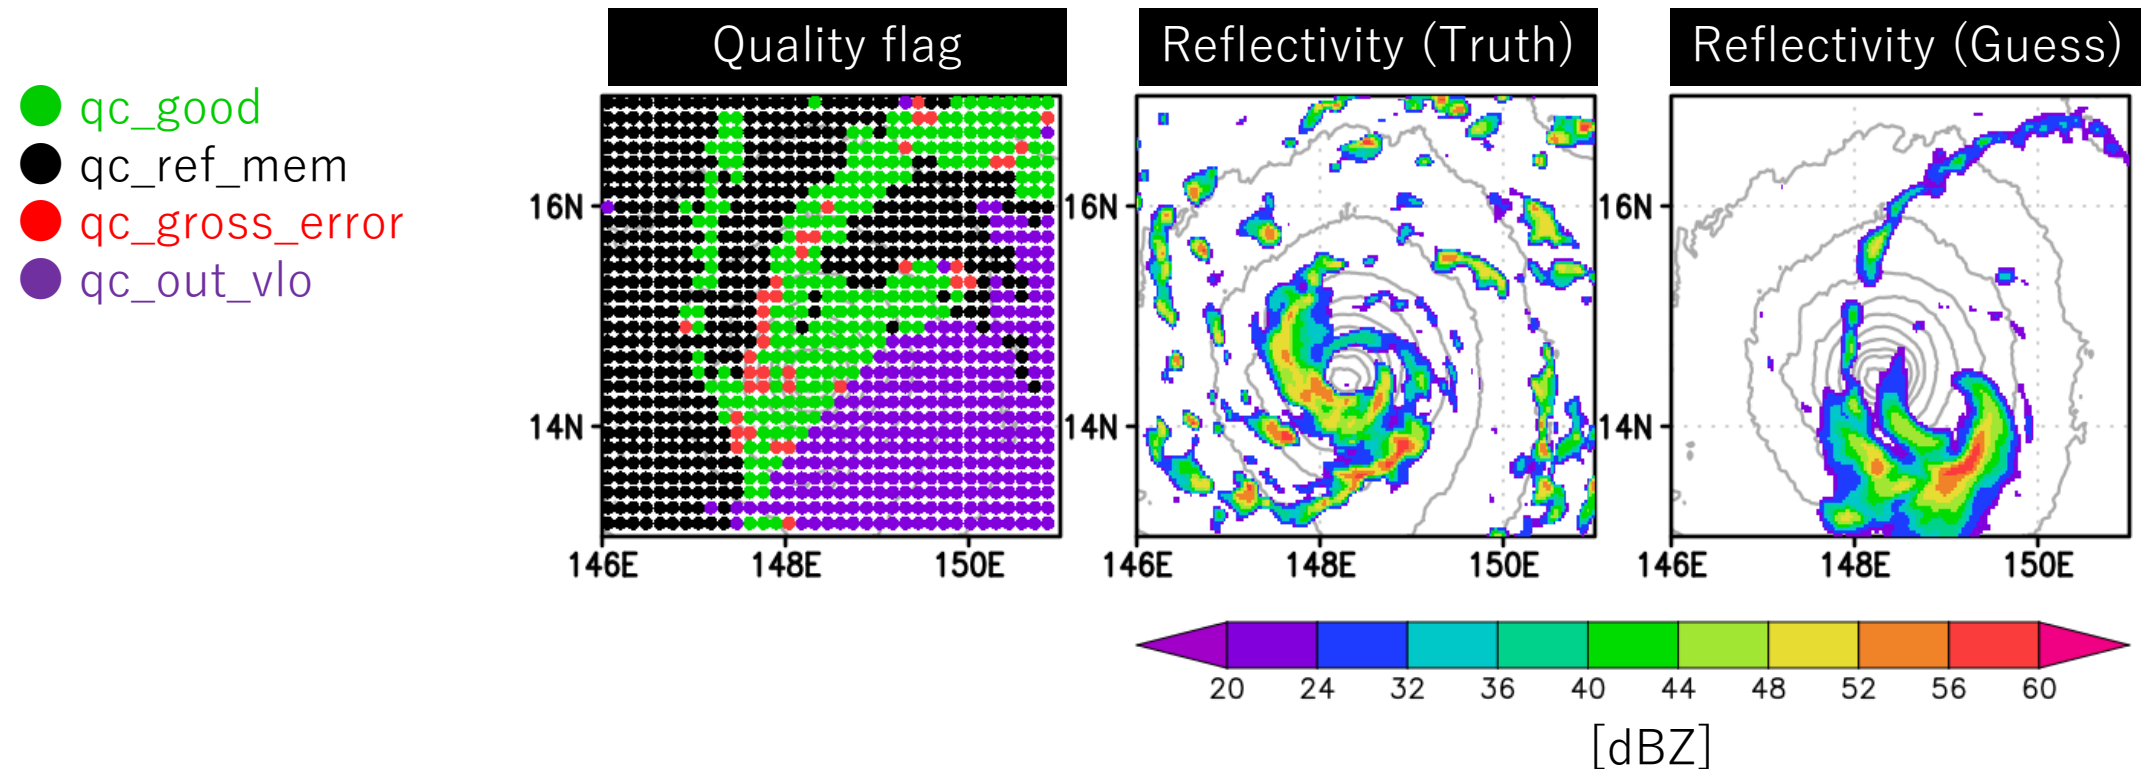 Quality flag
Reflectivity (Truth)
Reflectivity (Guess)
qc_good
qc_ref_mem
qc_gross_error
qc_out_vlo
16N
14N
146E 148E 150E
16N
14N
146E 148E 150E
16N
14N
146E 148E 150E
20 24 32 36 40 44 48 52 56 60
[dBZ]